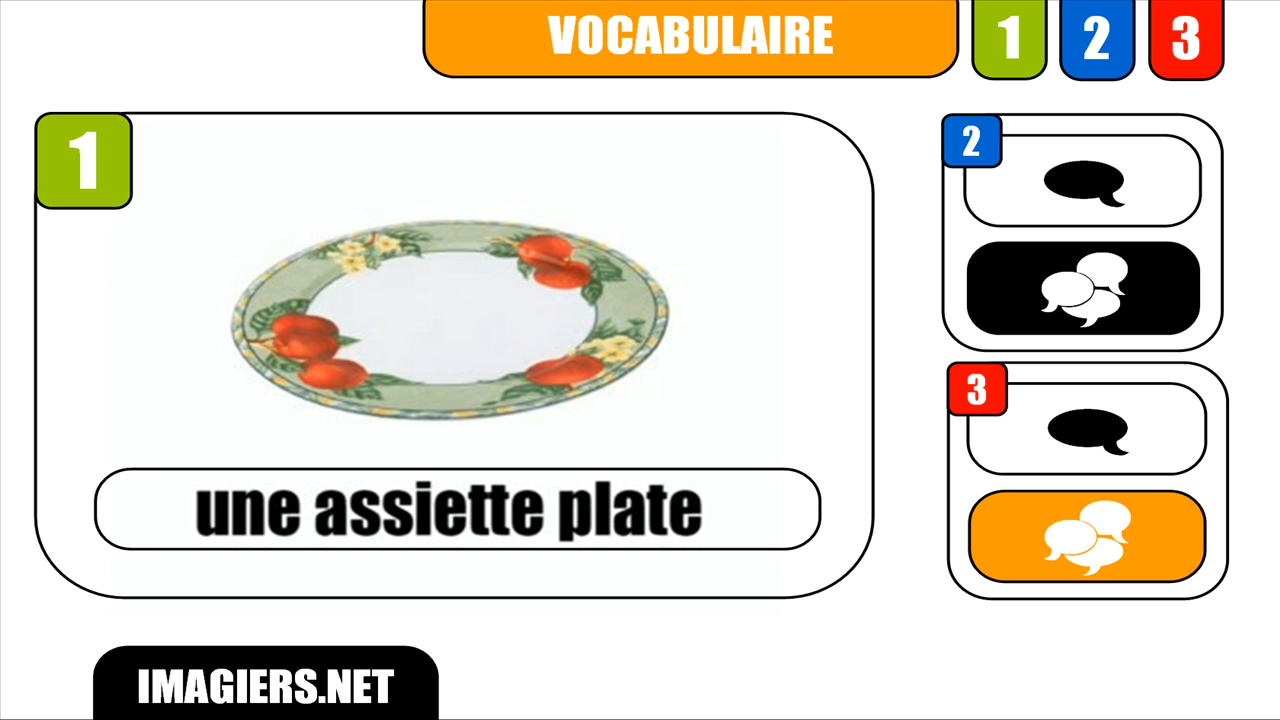 VOCABULAIRE
1 2 3
1
2
une assiette plate
3
IMAGIERS.NET